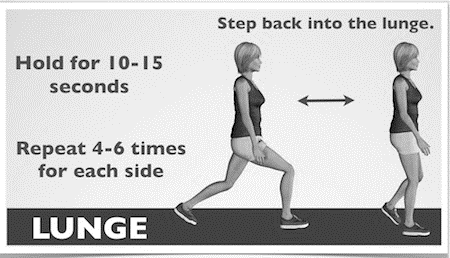 Step back into the lunge.
Hold for 10-15
seconds
Repeat 4-6 times
for each side
LUNGE